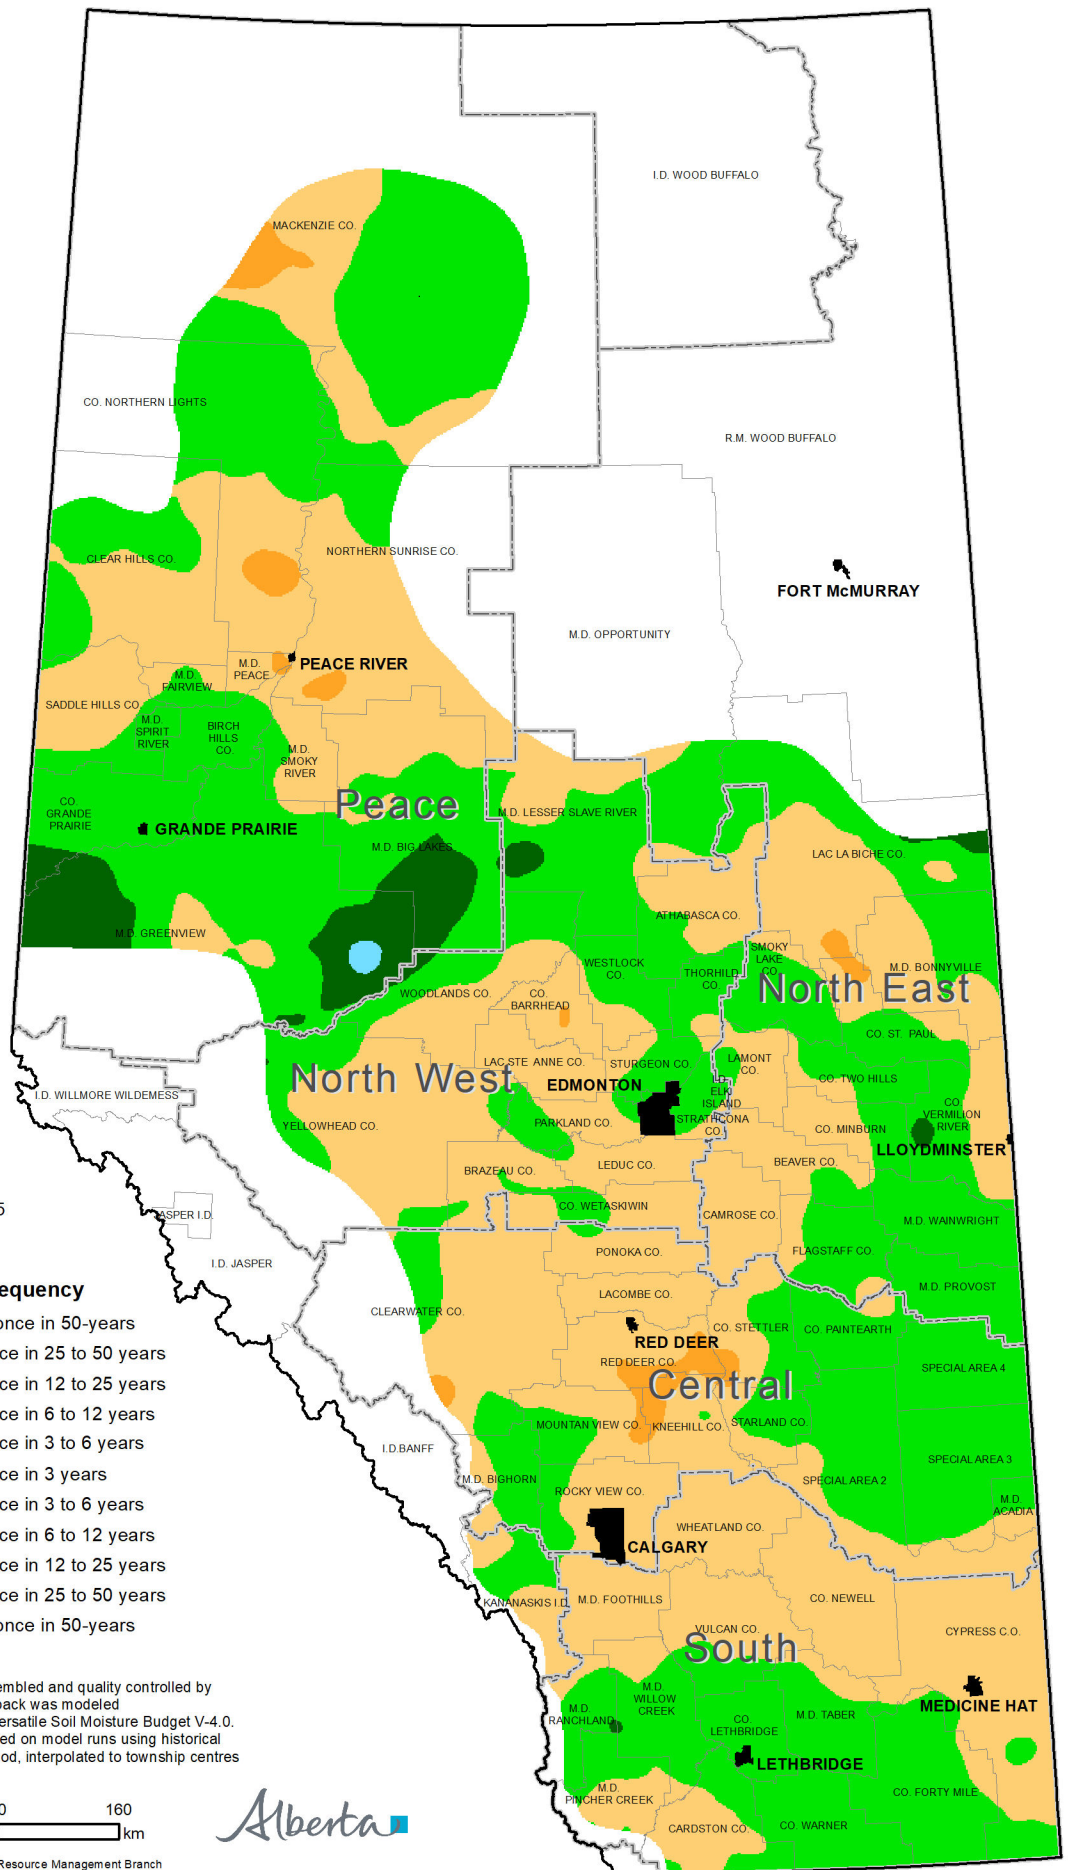 I.D. WOOD BUFFALO
MACKENZIE CO.
CO. NORTHERN LIGHTS
R.M. WOOD BUFFALO
CLEAR HILLS CO.
NORTHERN SUNRISE CO.
FORT McMURRAY
M.D. OPPORTUNITY
M.D.
PEACE
PEACE RIVER
M.D.
FAIRVIEW
SADDLE HILLS CO.
M.D.
SPIRIT
RIVER
BIRCH
HILLS
CO.
M.D.
SMOKY
RIVER
CO.
GRANDE
PRAIRIE
Peace
M.D. LESSER SLAVE RIVER
GRANDE PRAIRIE
M.D. BIG LAKES
LAC LA BICHE CO.
ATHABASCA CO.
M.D. GREENVIEW
WESTLOCK
CO.
THORHILD
CO.
SMOKY
LAKE
CO.
M.D. BONNYVILLE
North East
WOODLANDS CO.
CO.
BARRHEAD
CO. ST. PAUL
North West
LAC STE ANNE CO.
STURGEON CO.
LAMONT
CO.
CO. TWO HILLS
EDMONTON
I.D.
ELK
ISLAND
I.D. WILLMORE WILDERNESS
YELLOWHEAD CO.
PARKLAND CO.
STRATHCONA
CO.
CO. MINBURN
CO.
VERMILION
RIVER
LLOYDMINSTER
BRAZEAU CO.
LEDUC CO.
BEAVER CO.
5
JASPER I.D.
CO. WETASKIWIN
CAMROSE CO.
M.D. WAINWRIGHT
I.D. JASPER
PONOKA CO.
FLAGSTAFF CO.
M.D. PROVOST
equency
LACOMBE CO.
CLEARWATER CO.
once in 50-years
ce in 25 to 50 years
ce in 12 to 25 years
ce in 6 to 12 years
ce in 3 to 6 years
ce in 3 years
ce in 3 to 6 years
ce in 6 to 12 years
ce in 12 to 25 years
ce in 25 to 50 years
once in 50-years
RED DEER
CO. STETTLER
CO. PAINTEARTH
RED DEER CO.
SPECIAL AREA 4
Central
MOUNTAN VIEW CO.
KNEEHILL CO.
STARLAND CO.
I.D.BANFF
SPECIAL AREA 3
M.D. BIGHORN
ROCKY VIEW CO.
SPECIAL AREA 2
M.D.
ACADIA
WHEATLAND CO.
CALGARY
KANANASKIS I.D.
M.D. FOOTHILLS
CO. NEWELL
VULCAN CO.
CYPRESS C.O.
South
M.D.
WILLOW
CREEK
M.D.
RANCHLAND
M.D. TABER
MEDICINE HAT
CO.
LETHBRIDGE
LETHBRIDGE
M.D.
PINCHER CREEK
CO. FORTY MILE
CARDSTON CO.
CO. WARNER
embled and quality controlled by
pack was modeled
ersatile Soil Moisture Budget V-4.0.
ed on model runs using historical
od, interpolated to township centres
0 160
km
Alberta
Resource Management Branch